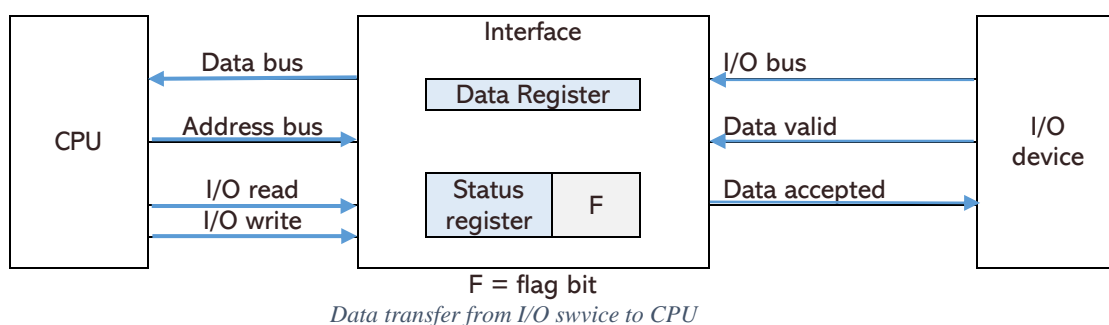 Interface
Data bus
I/O bus
Data Register
Address bus
Data valid
CPU
I/O
device
I/O read
Status
register
F
Data accepted
I/O write
F = flag bit
Data transfer from I/O swvice to CPU